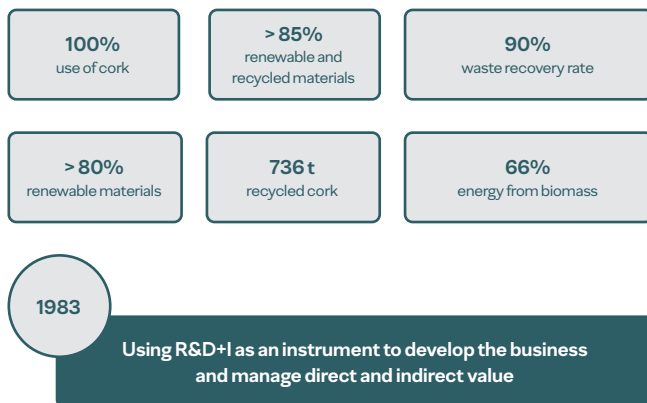 100%
use of cork
> 85%
renewable and
recycled materials
90%
waste recovery rate
> 80%
renewable materials
736 t
recycled cork
66%
energy from biomass
1983
Using R&D+I as an instrument to develop the business
and manage direct and indirect value